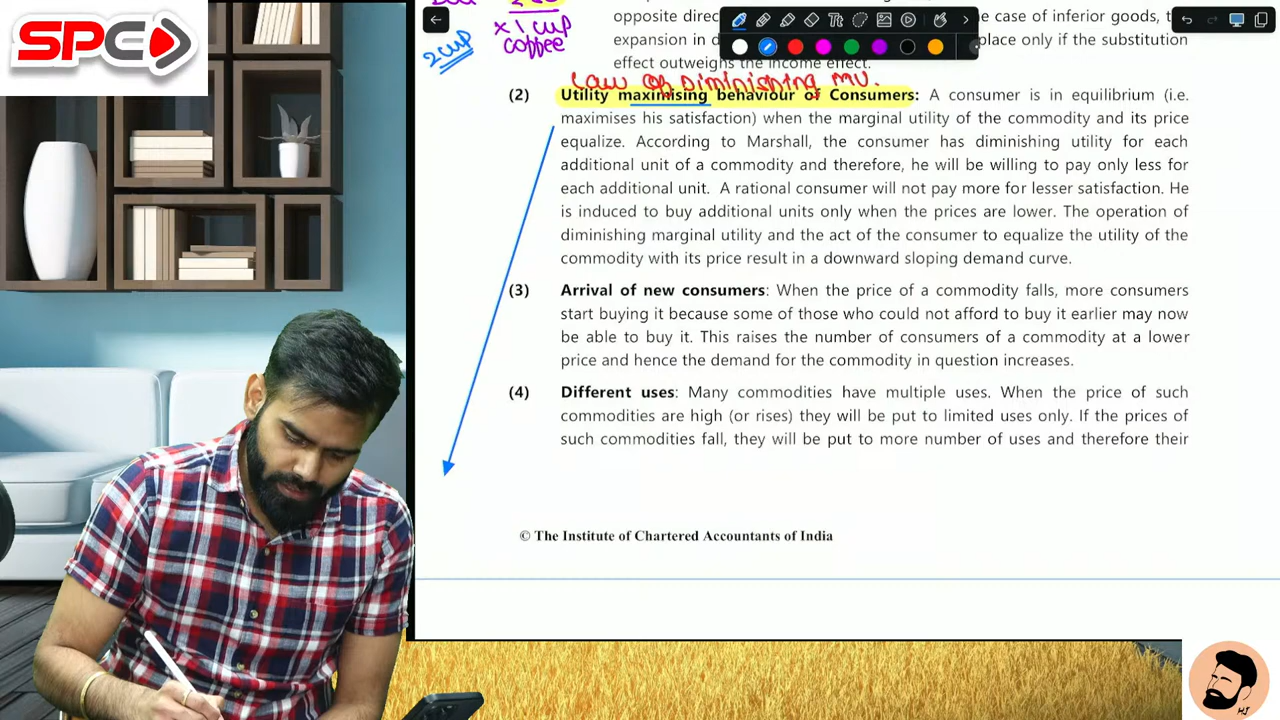 SPC
× 1 cup
coffee
2 cup
opposite direc
e case of inferior goods, t
expansion in d
place only if the substitution
effect outweighs the income effect.
Law Of Diminishing MU.
(2) Utility maximising behaviour of Consumers: A consumer is in equilibrium (i.e.
maximises his satisfaction) when the marginal utility of the commodity and its price
equalize. According to Marshall, the consumer has diminishing utility for each
additional unit of a commodity and therefore, he will be willing to pay only less for
each additional unit. A rational consumer will not pay more for lesser satisfaction. He
is induced to buy additional units only when the prices are lower. The operation of
diminishing marginal utility and the act of the consumer to equalize the utility of the
commodity with its price result in a downward sloping demand curve.
(3) Arrival of new consumers: When the price of a commodity falls, more consumers
start buying it because some of those who could not afford to buy it earlier may now
be able to buy it. This raises the number of consumers of a commodity at a lower
price and hence the demand for the commodity in question increases.
(4) Different uses: Many commodities have multiple uses. When the price of such
commodities are high (or rises) they will be put to limited uses only. If the prices of
such commodities fall, they will be put to more number of uses and therefore their
© The Institute of Chartered Accountants of India
HJ